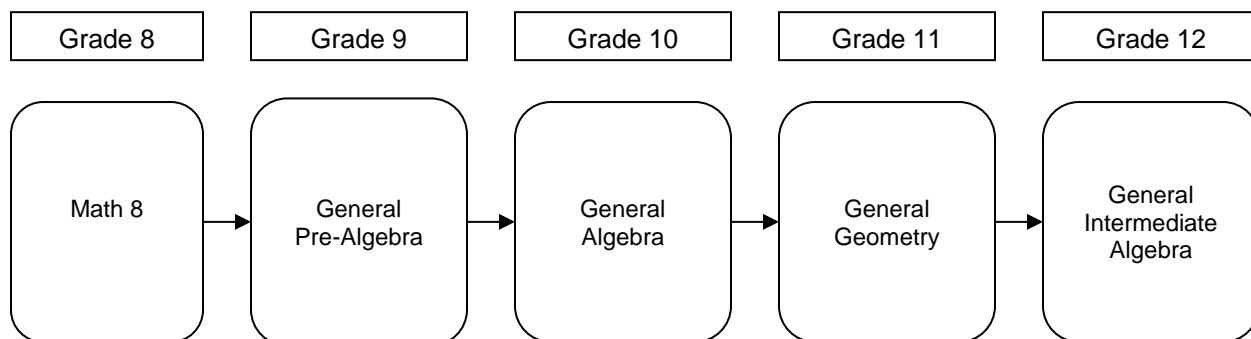 Grade 8
Grade 9
Grade 10
Grade 11
Grade 12
Math 8
General
Pre-Algebra
General
Algebra
General
Geometry
General
Intermediate
Algebra